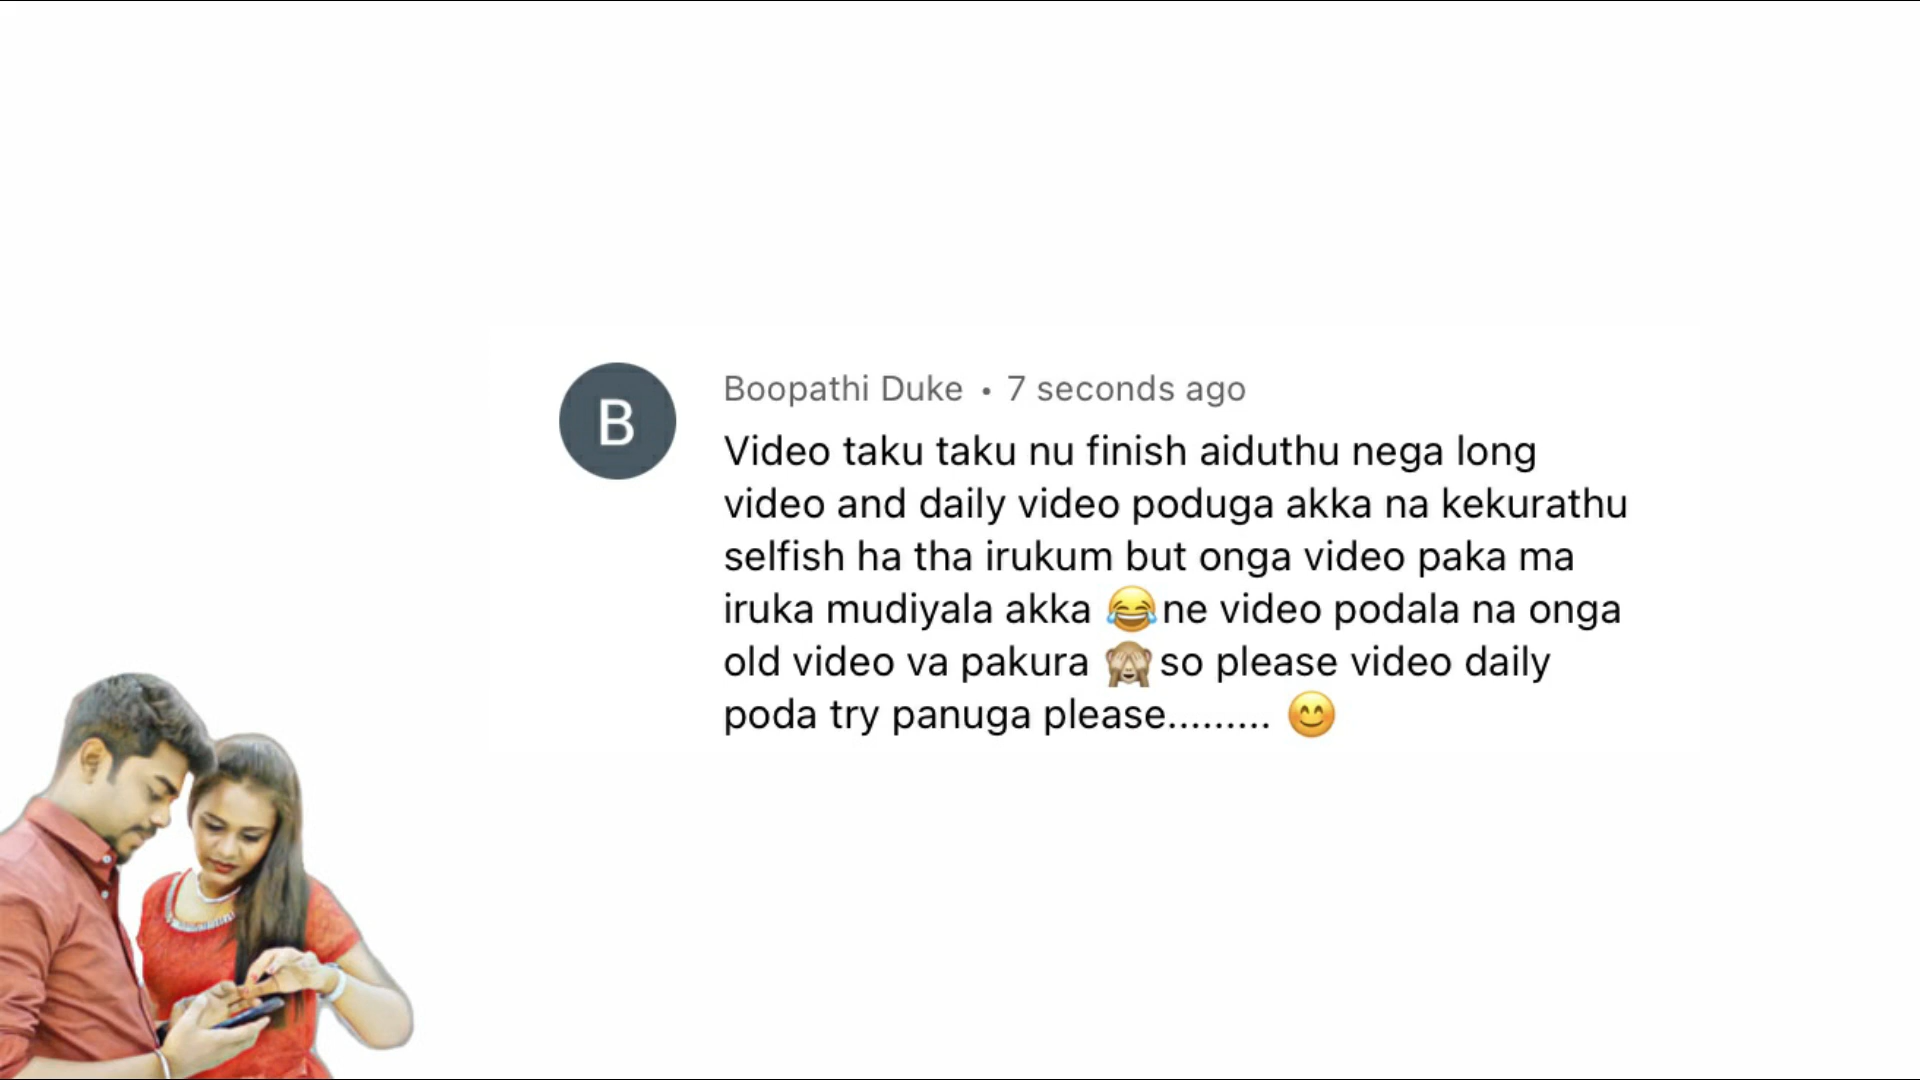 B
Boopathi Duke • 7 seconds ago
Video taku taku nu finish aiduthu nega long
video and daily video poduga akka na kekurathu
selfish ha tha irukum but onga video paka ma
iruka mudiyala akka 😂ne video podala na onga
old video va pakura 🙈so please video daily
poda try panuga please......... 😊